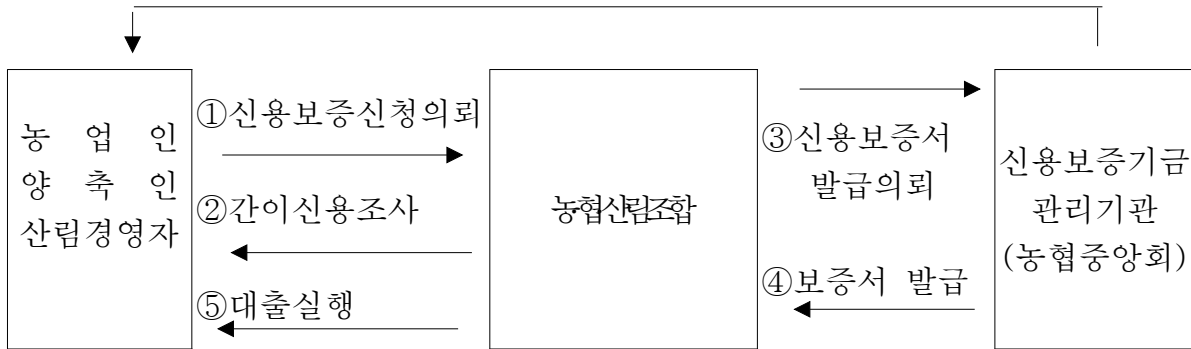 농 업 인
양 축 인
산림경영자
①신용보증신청의뢰
②간이신용조사
⑤대출실행
농협산림조합
③신용보증서
발급의뢰
④보증서 발급
신용보증기금
관리기관
(농협중앙회)